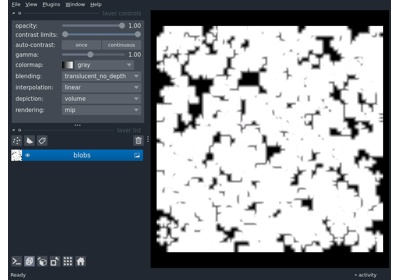 File View Plugins Window Help
layer controls
opacity: 1.00
contrast limits:
auto-contrast: once continuous
gamma: 1.00
colormap: gray
blending: translucent_no_depth
interpolation: linear
depiction: volume
rendering: mip
layer list
blobs
Ready activity